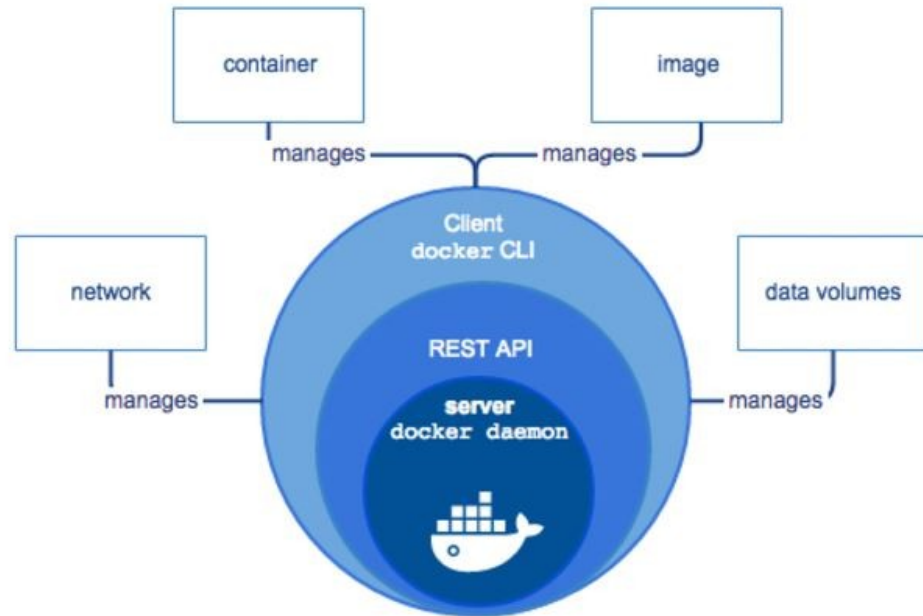 container
image
manages
manages
Client
docker CLI
network
data volumes
REST API
manages
manages
server
docker daemon